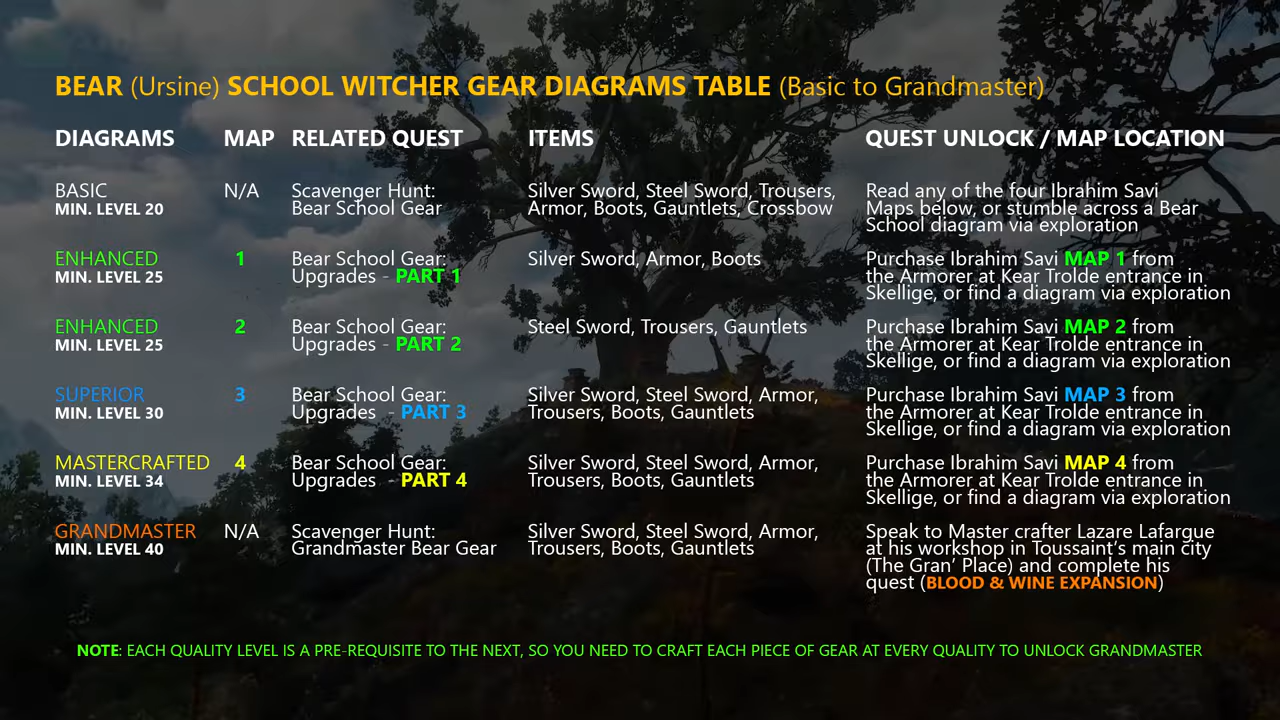 BEAR (Ursine) SCHOOL WITCHER GEAR DIAGRAMS TABLE (Basic to Grandmaster)
DIAGRAMS MAP RELATED QUEST ITEMS QUEST UNLOCK / MAP LOCATION
BASIC N/A Scavenger Hunt: Silver Sword, Steel Sword, Trousers, Read any of the four Ibrahim Savi
MIN. LEVEL 20 Bear School Gear Armor, Boots, Gauntlets, Crossbow Maps below, or stumble across a Bear
School diagram via exploration
ENHANCED 1 Bear School Gear: Silver Sword, Armor, Boots Purchase Ibrahim Savi MAP 1 from
MIN. LEVEL 25 Upgrades - PART 1 the Armorer at Kear Trolde entrance in
Skellige, or find a diagram via exploration
ENHANCED 2 Bear School Gear: Steel Sword, Trousers, Gauntlets Purchase Ibrahim Savi MAP 2 from
MIN. LEVEL 25 Upgrades - PART 2 the Armorer at Kear Trolde entrance in
Skellige, or find a diagram via exploration
SUPERIOR 3 Bear School Gear: Silver Sword, Steel Sword, Armor, Purchase Ibrahim Savi MAP 3 from
MIN. LEVEL 30 Upgrades - PART 3 Trousers, Boots, Gauntlets the Armorer at Kear Trolde entrance in
Skellige, or find a diagram via exploration
MASTERCRAFTED 4 Bear School Gear: Silver Sword, Steel Sword, Armor, Purchase Ibrahim Savi MAP 4 from
MIN. LEVEL 34 Upgrades - PART 4 Trousers, Boots, Gauntlets the Armorer at Kear Trolde entrance in
Skellige, or find a diagram via exploration
GRANDMASTER N/A Scavenger Hunt: Silver Sword, Steel Sword, Armor, Speak to Master crafter Lazare Lafargue
MIN. LEVEL 40 Grandmaster Bear Gear Trousers, Boots, Gauntlets at his workshop in Toussaint's main city
(The Gran' Place) and complete his
quest (BLOOD & WINE EXPANSION)
NOTE: EACH QUALITY LEVEL IS A PRE-REQUISITE TO THE NEXT, SO YOU NEED TO CRAFT EACH PIECE OF GEAR AT EVERY QUALITY TO UNLOCK GRANDMASTER